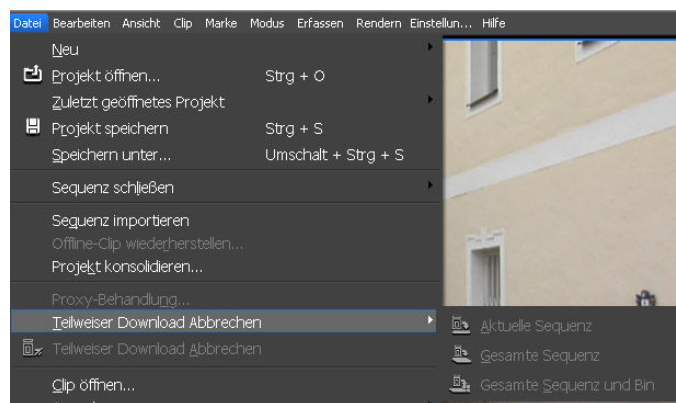 Datei Bearbeiten Ansicht Clip Marke Modus Erfassen Rendern Einstellun... Hilfe
Neu
Projekt öffnen... Strg + O
Zuletzt geöffnetes Projekt
Projekt speichern Strg + S
Speichern unter... Umschalt + Strg + S
Sequenz schließen
Sequenz importieren
Offline-Clip wiederherstellen...
Projekt konsolidieren...
Proxy-Behandlung...
Teilweiser Download Abbrechen
Aktuelle Sequenz
Teilweiser Download Abbrechen
Gesamte Sequenz
Clip öffnen...
Gesamte Sequenz und Bin